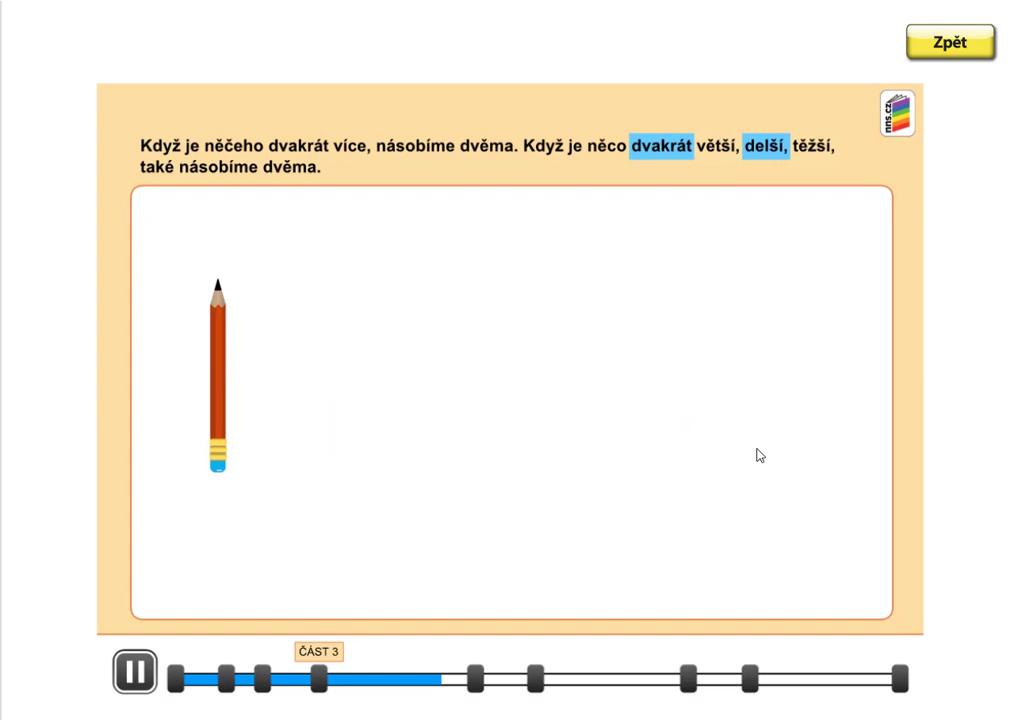 Zpět
nns.cz
Když je něčeho dvakrát více, násobíme dvěma. Když je něco dvakrát větší, delší, těžší,
také násobíme dvěma.
ČÁST 3